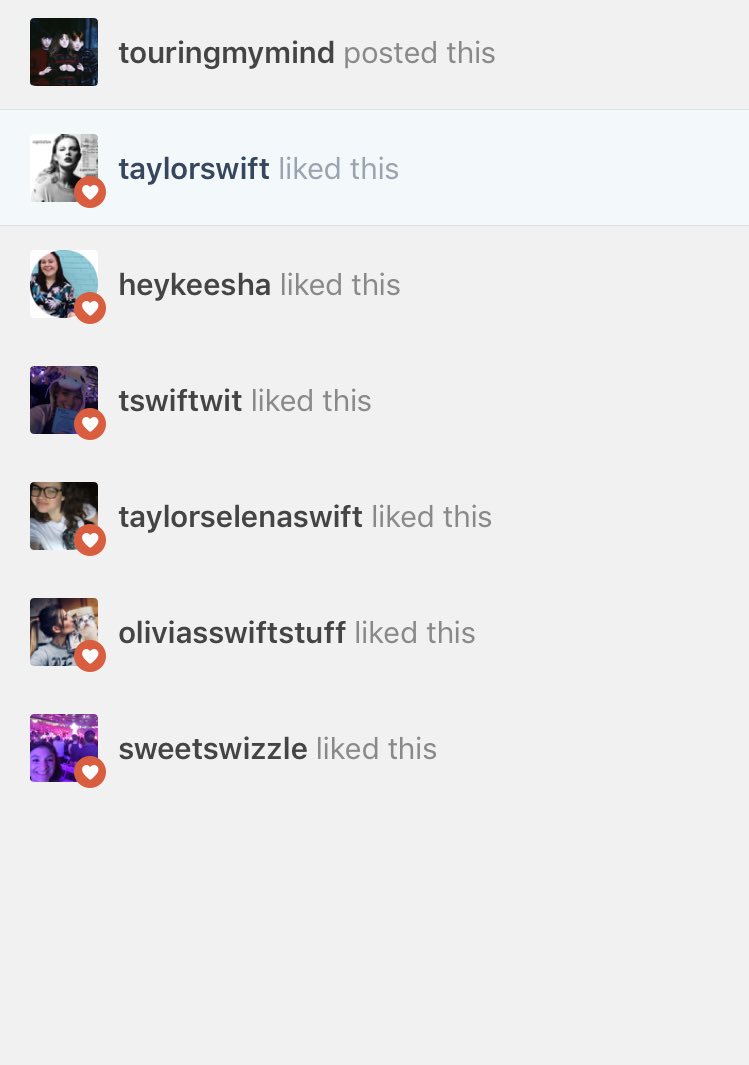 touringmymind posted this
taylorswift liked this
heykeesha liked this
tswiftwit liked this
taylorselenaswift liked this
oliviasswiftstuff liked this
sweetswizzle liked this